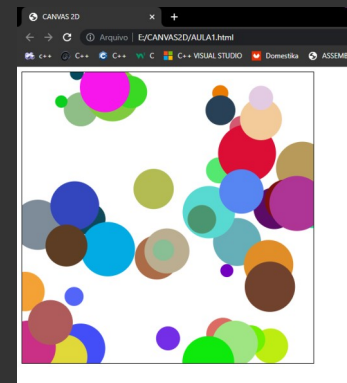 CANVAS 2D × +
Arquivo | E:/CANVAS2D/AULA1.html
C++ C++ C++ C C++ VISUAL STUDIO Domestika ASSEMB